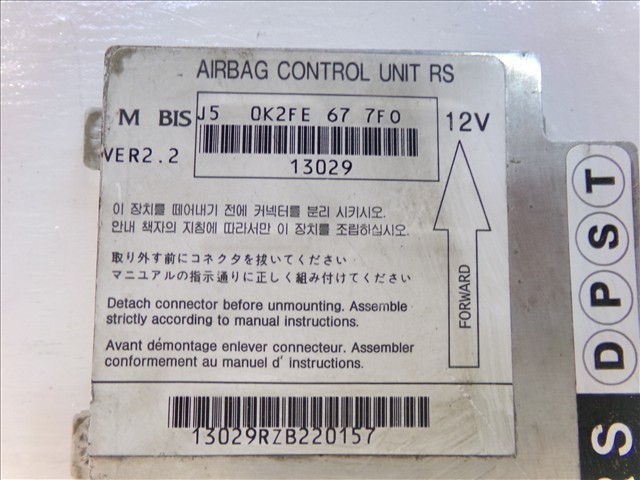 AIRBAG CONTROL UNIT RS
M BIS J5 0K2FE 67 7F0 12V
VER2.2
13029
이 장치를 떼어내기 전에 커넥터를 분리 시키시오.
안내 책자의 지침에 따라서만 이 장치를 조립하십시오.
取り外す前にコネクタを抜いてください
マニュアルの指示通りに正しく組み付けてください
Detach connector before unmounting. Assemble
strictly according to manual instructions.
Avant démontage enlever connecteur. Assembler
conformement au manuel d' instructions.
13029RZB220157
FORWARD
D P S T
RS